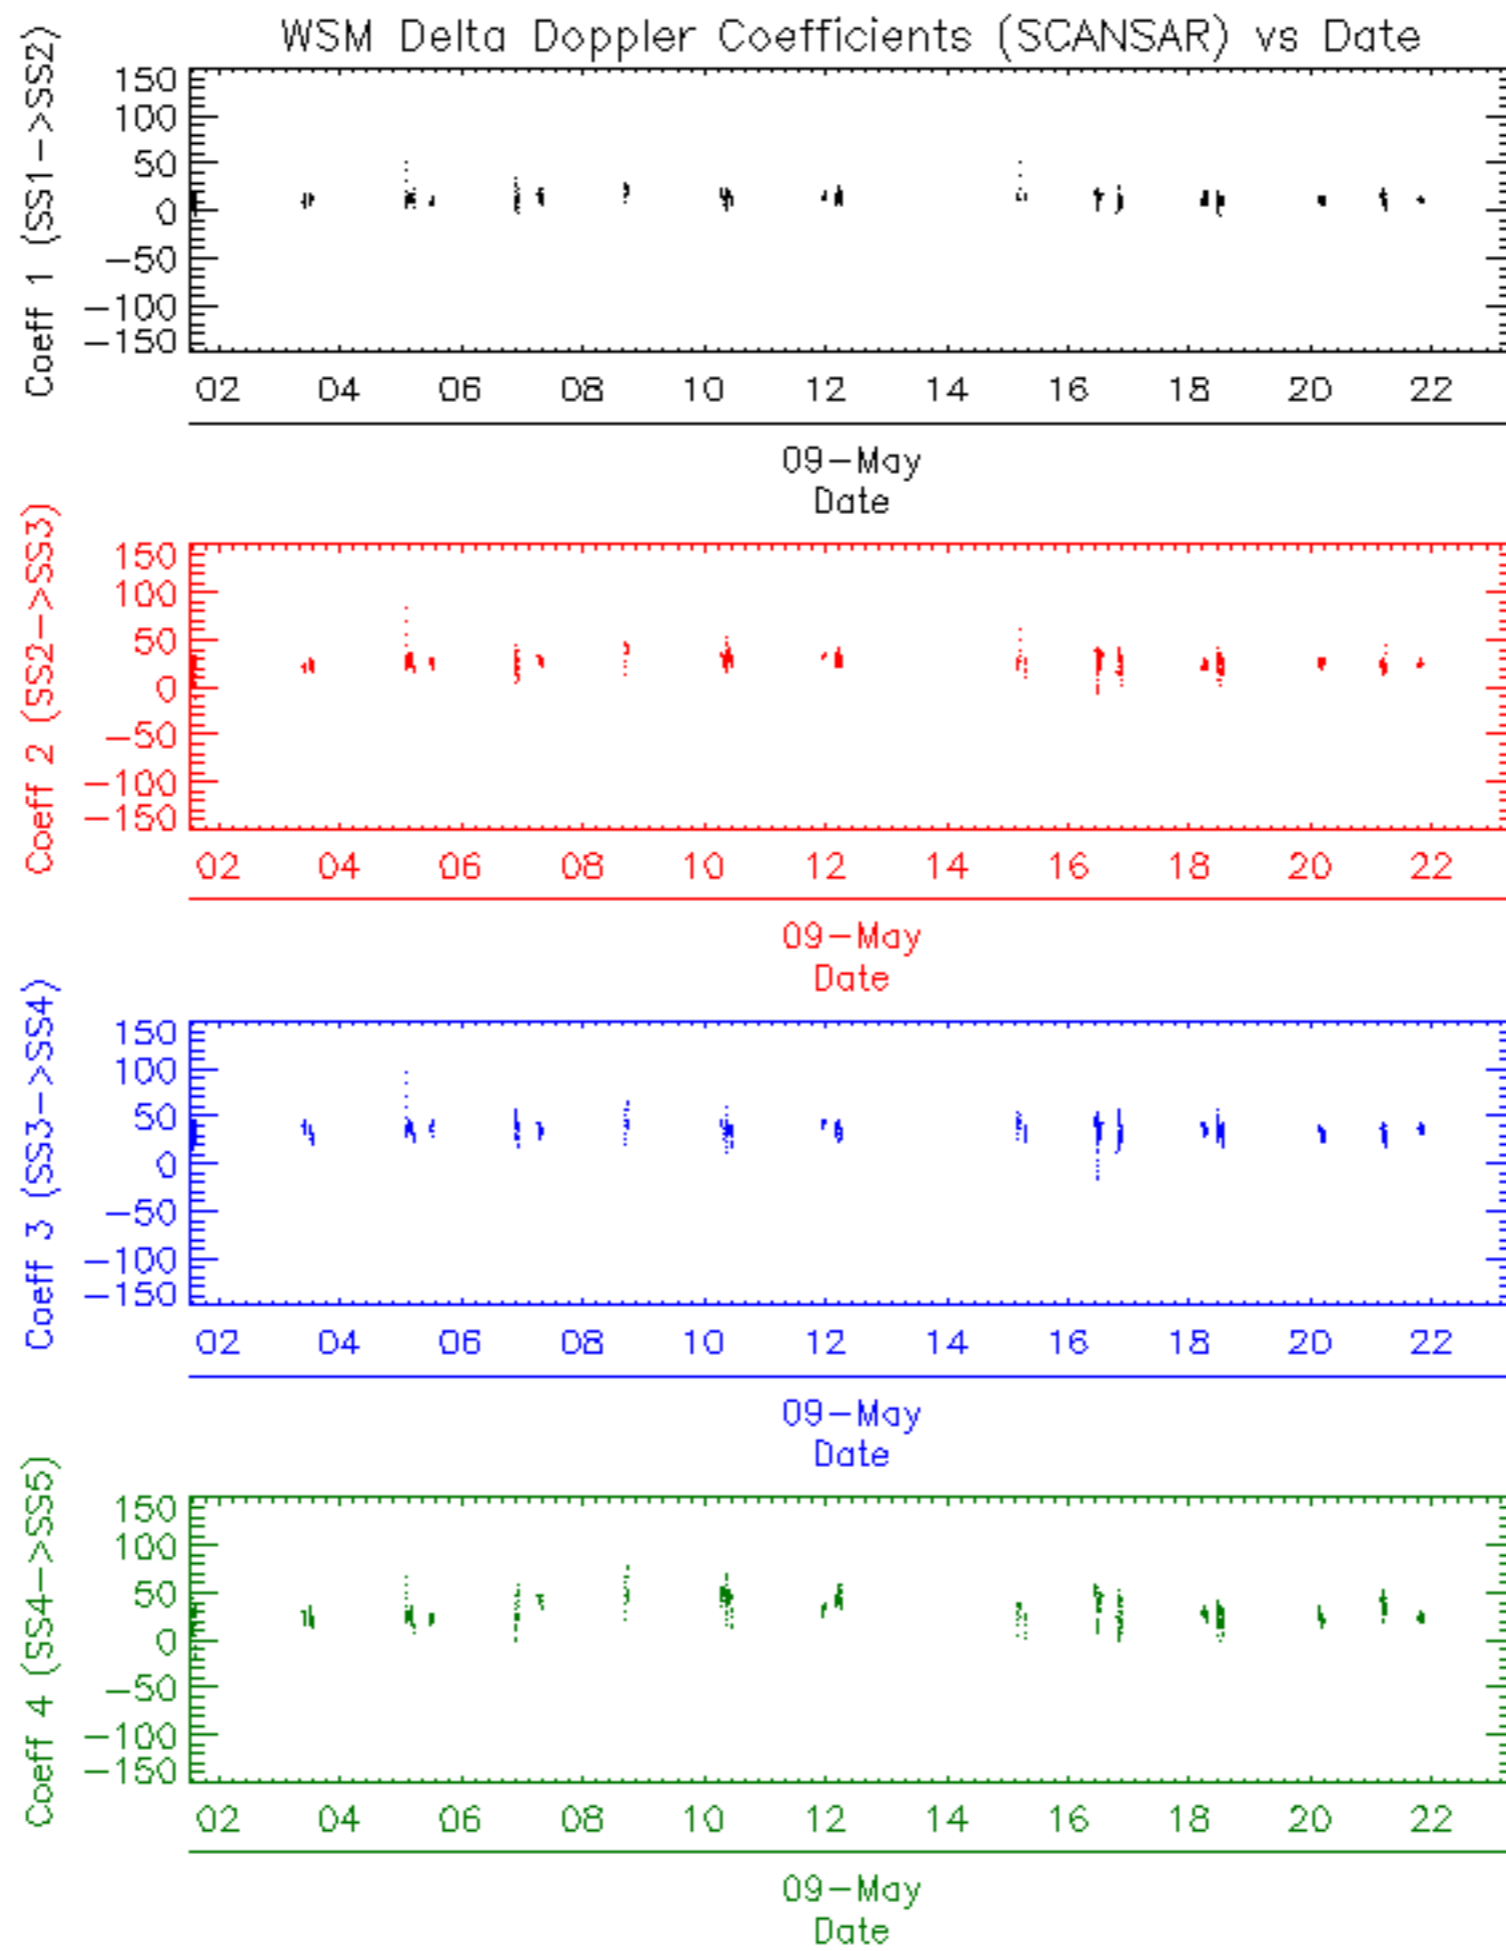 WSM Delta Doppler Coefficients (SCANSAR) vs Date
Coeff 1 (SS1->SS2)
150
100
50
0
-50
-100
-150
02 04 06 08 10 12 14 16 18 20 22
09-May
Date
Coeff 2 (SS2->SS3)
150
100
50
0
-50
-100
-150
02 04 06 08 10 12 14 16 18 20 22
09-May
Date
Coeff 3 (SS3->SS4)
150
100
50
0
-50
-100
-150
02 04 06 08 10 12 14 16 18 20 22
09-May
Date
Coeff 4 (SS4->SS5)
150
100
50
0
-50
-100
-150
02 04 06 08 10 12 14 16 18 20 22
09-May
Date